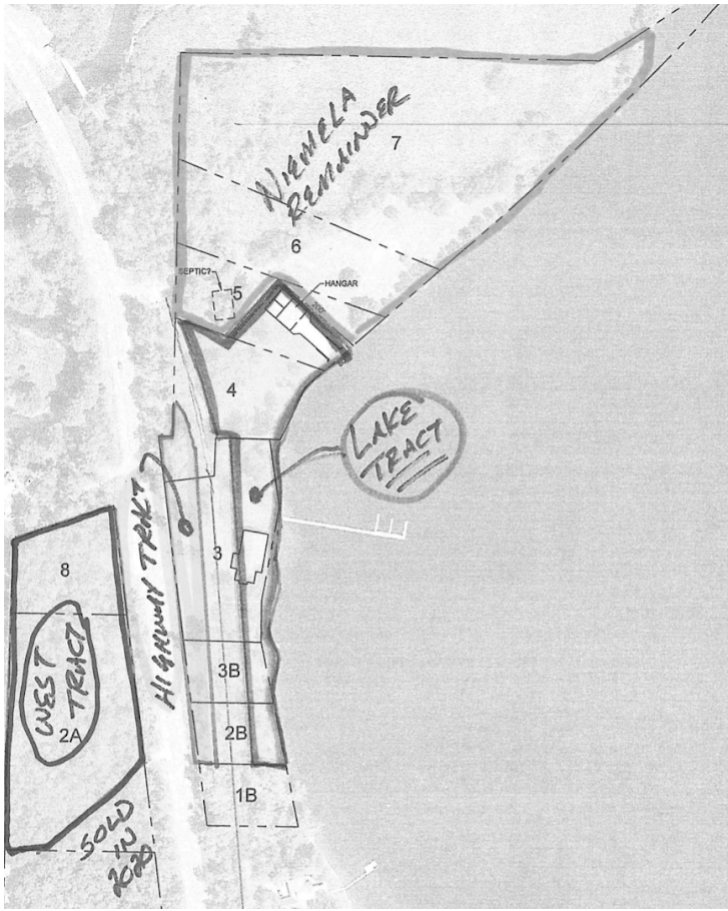 NIEMELA
REMAINDER
7
6
SEPTIC?
5
HANGAR
200'
4
LAKE
TRACT
HIGHWAY TRACT
3
8
WEST
TRACT
2A
3B
2B
1B
SOLD
IN
2020